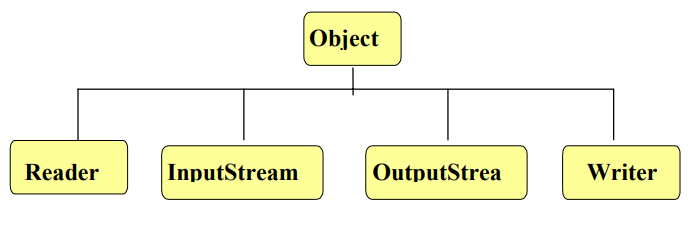 Object
Reader
InputStream
OutputStrea
Writer